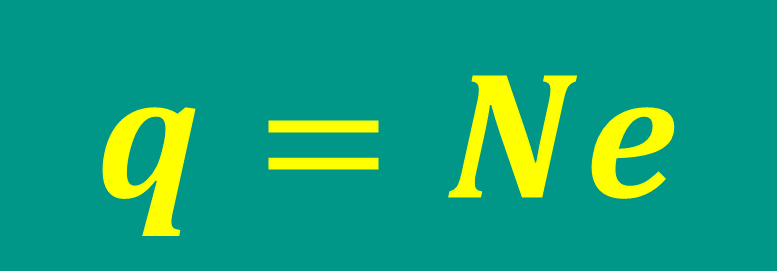 q = Ne